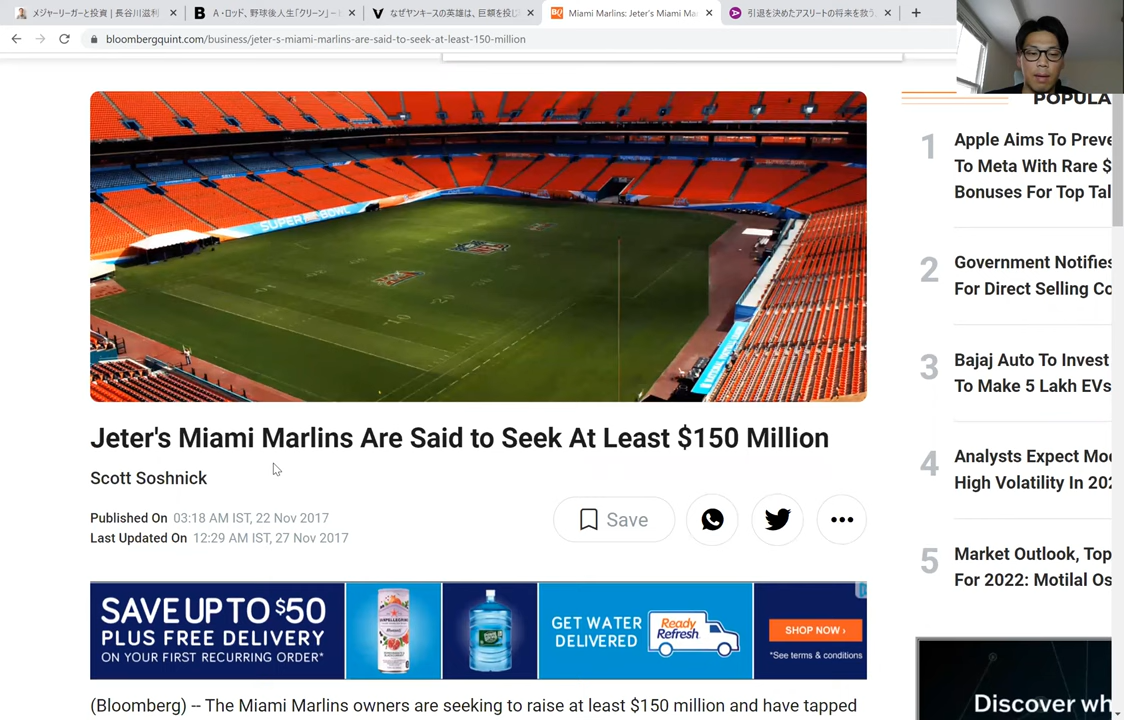 メジャーリーガーと投資 | 長谷川滋利
A・ロッド、野球後人生「クリーン」 –
なぜヤンキースの英雄は、巨額を投じ
Miami Marlins: Jeter's Miami Mar
引退を決めたアスリートの将来を救う
bloombergquint.com/business/jeter-s-miami-marlins-are-said-to-seek-at-least-150-million
SUPER BOWL
POPULA
1 Apple Aims To Preve
To Meta With Rare $
Bonuses For Top Tal
2 Government Notifies
For Direct Selling Co
3 Bajaj Auto To Invest
To Make 5 Lakh EVs
4 Analysts Expect Mod
High Volatility In 202
5 Market Outlook, Top
For 2022: Motilal Os
Jeter's Miami Marlins Are Said to Seek At Least $150 Million
Scott Soshnick
Published On 03:18 AM IST, 22 Nov 2017
Last Updated On 12:29 AM IST, 27 Nov 2017
Save
SAVE UP TO $50
PLUS FREE DELIVERY
ON YOUR FIRST RECURRING ORDER*
GET WATER
DELIVERED
Ready
Refresh
SHOP NOW ›
*See terms & conditions
Discover wh
(Bloomberg) -- The Miami Marlins owners are seeking to raise at least $150 million and have tapped